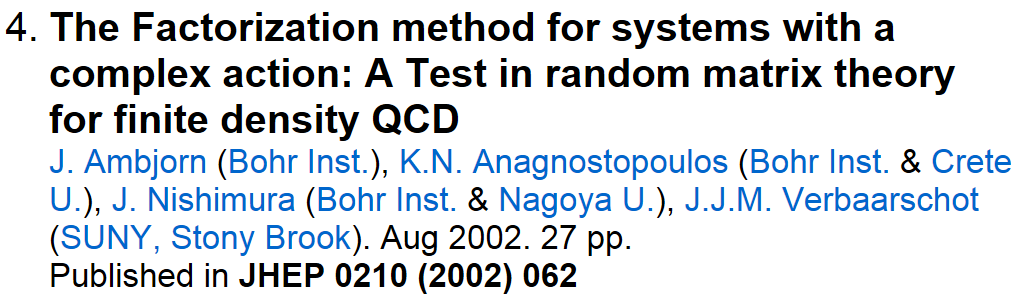 4. The Factorization method for systems with a
complex action: A Test in random matrix theory
for finite density QCD
J. Ambjorn (Bohr Inst.), K.N. Anagnostopoulos (Bohr Inst. & Crete
U.), J. Nishimura (Bohr Inst. & Nagoya U.), J.J.M. Verbaarschot
(SUNY, Stony Brook). Aug 2002. 27 pp.
Published in JHEP 0210 (2002) 062